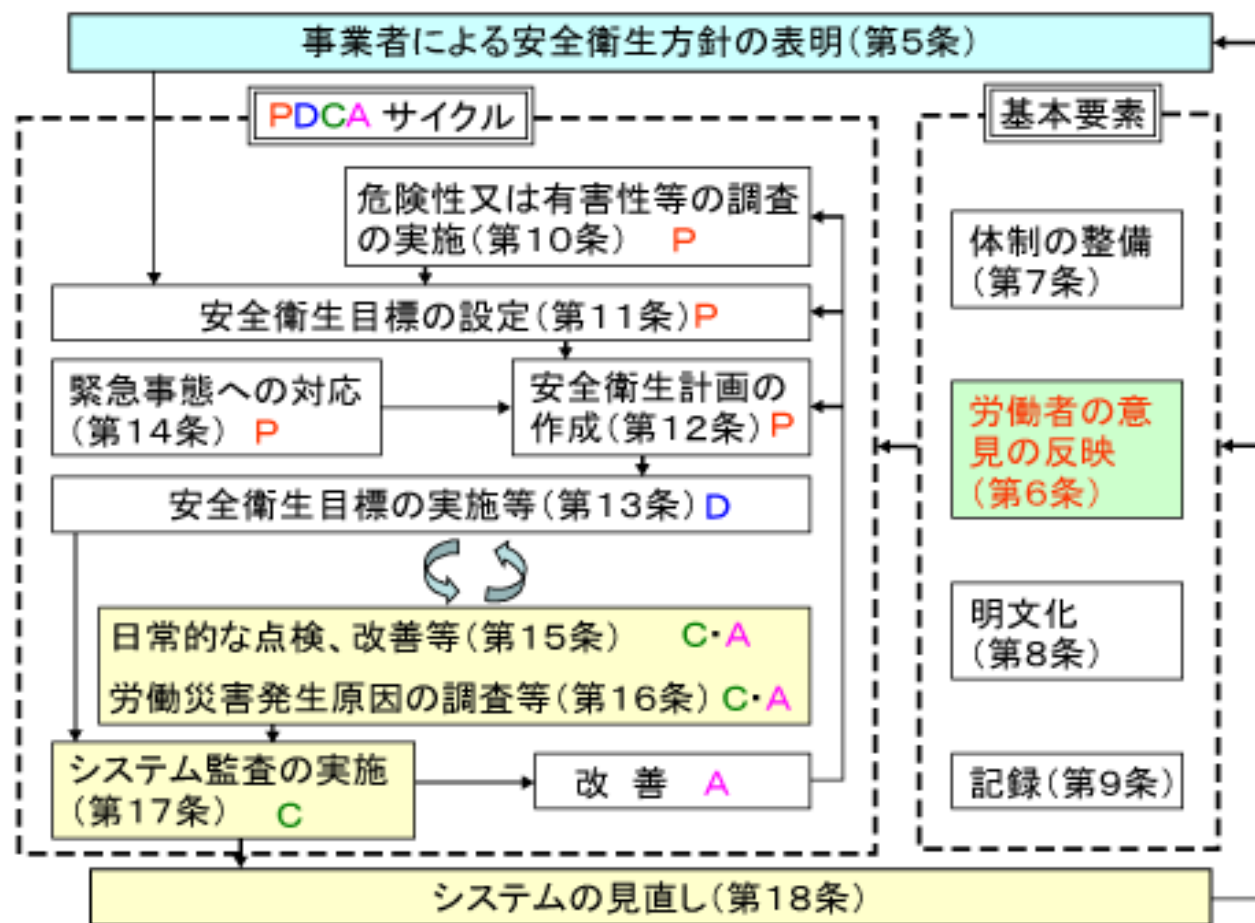 事業者による安全衛生方針の表明(第5条)
PDCA サイクル
危険性又は有害性等の調査
の実施(第10条) P
安全衛生目標の設定(第11条)P
緊急事態への対応
(第14条) P
安全衛生計画の
作成(第12条)P
安全衛生目標の実施等(第13条)D
日常的な点検、改善等(第15条) C・A
労働災害発生原因の調査等(第16条)C・A
システム監査の実施
(第17条) C
改 善 A
基本要素
体制の整備
(第7条)
労働者の意
見の反映
(第6条)
明文化
(第8条)
記録(第9条)
システムの見直し(第18条)